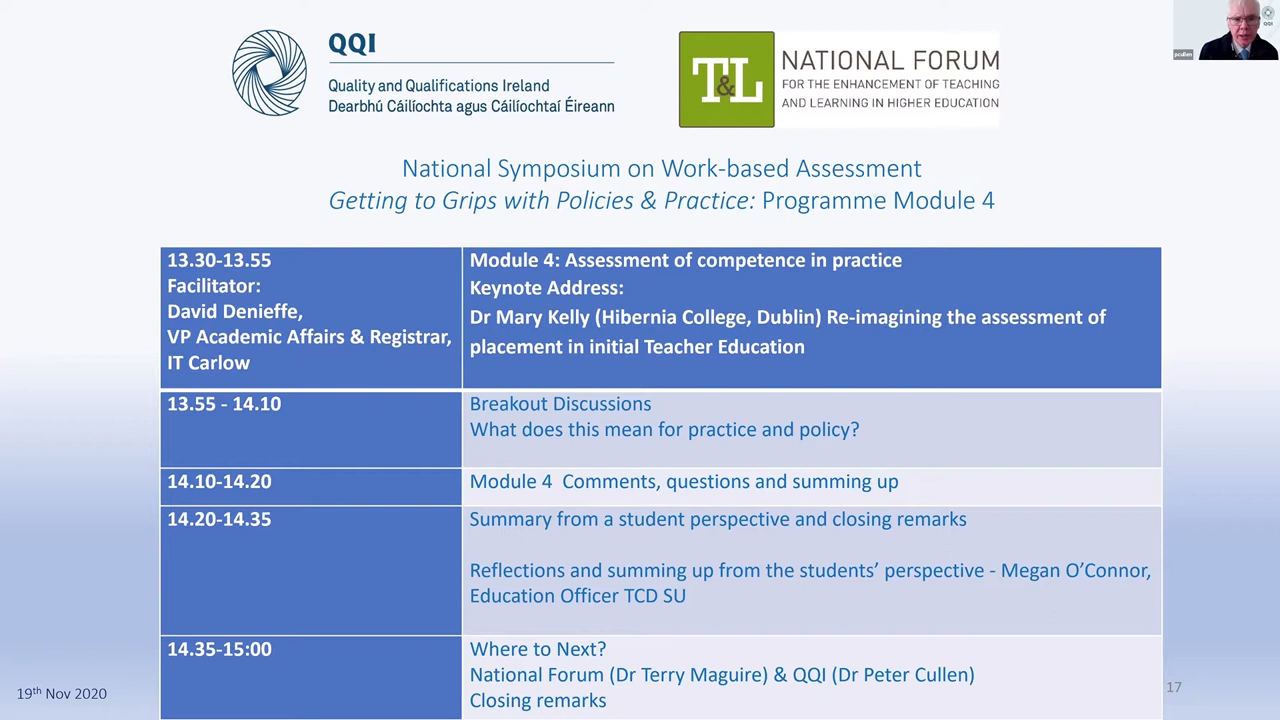 QQI
Quality and Qualifications Ireland
Dearbhú Cáilíochta agus Cáilíochtaí Éireann
T&L
NATIONAL FORUM
FOR THE ENHANCEMENT OF TEACHING
AND LEARNING IN HIGHER EDUCATION
pcullen
QQI
National Symposium on Work-based Assessment
Getting to Grips with Policies & Practice: Programme Module 4
13.30-13.55
Facilitator:
David Denieffe,
VP Academic Affairs & Registrar,
IT Carlow
Module 4: Assessment of competence in practice
Keynote Address:
Dr Mary Kelly (Hibernia College, Dublin) Re-imagining the assessment of
placement in initial Teacher Education
13.55 - 14.10
Breakout Discussions
What does this mean for practice and policy?
14.10-14.20
Module 4  Comments, questions and summing up
14.20-14.35
Summary from a student perspective and closing remarks
Reflections and summing up from the students’ perspective - Megan O’Connor,
Education Officer TCD SU
14.35-15:00
Where to Next?
National Forum (Dr Terry Maguire) & QQI (Dr Peter Cullen)
Closing remarks
19th Nov 2020
17